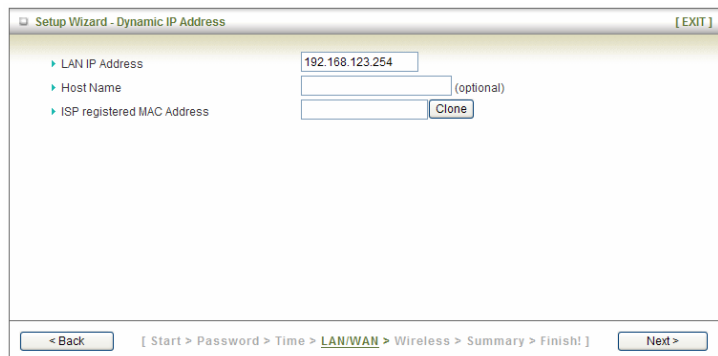 Setup Wizard - Dynamic IP Address [ EXIT ]
LAN IP Address 192.168.123.254
Host Name (optional)
ISP registered MAC Address Clone
< Back [ Start > Password > Time > LAN/WAN > Wireless > Summary > Finish! ] Next >